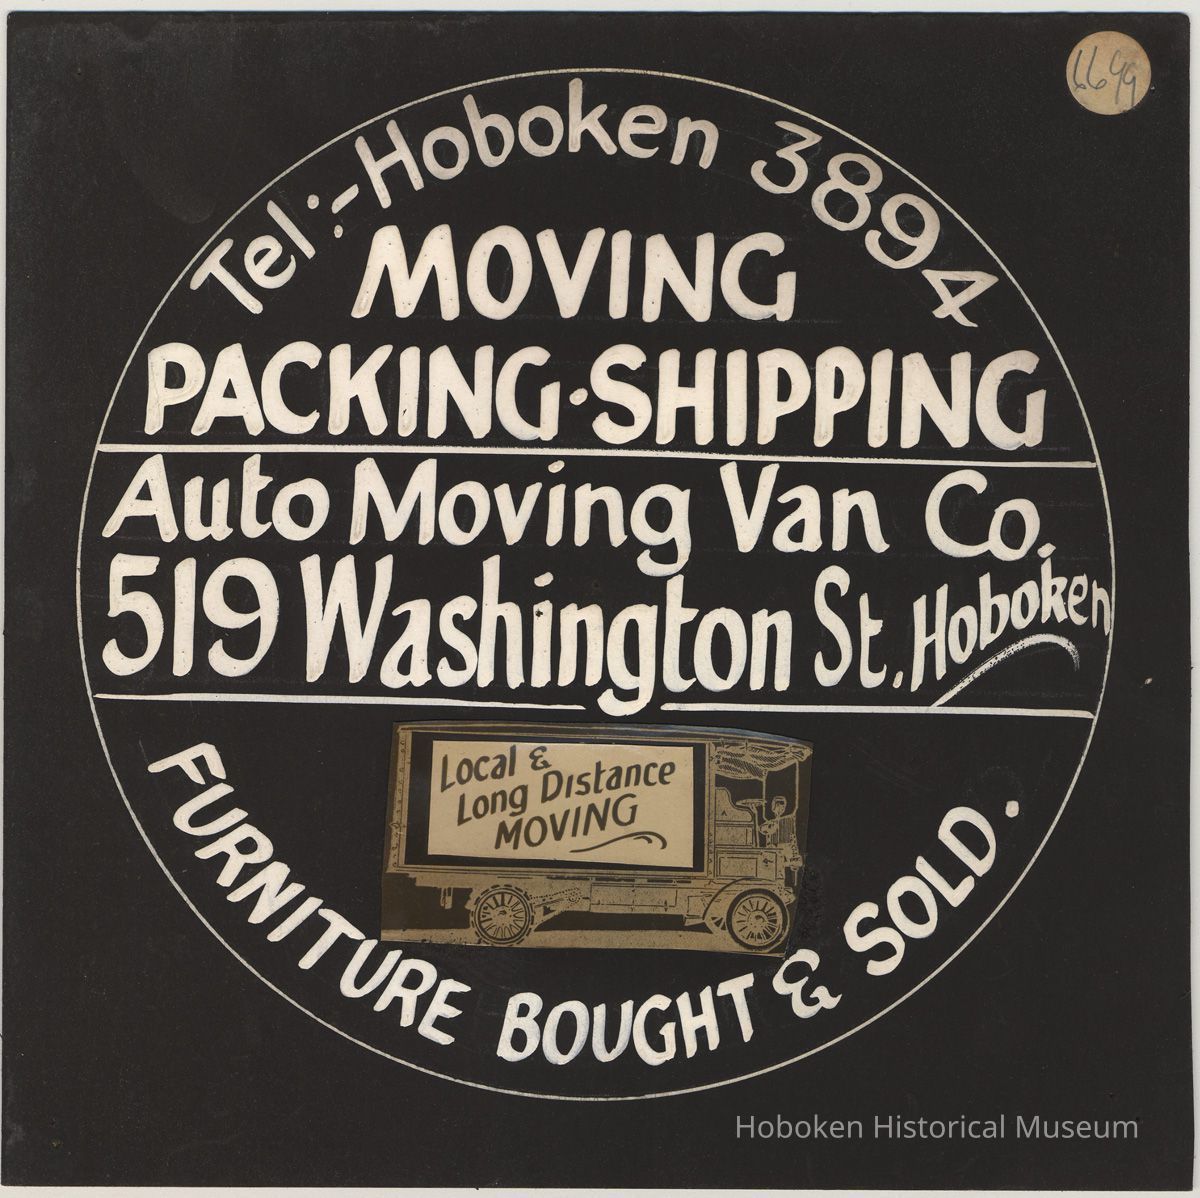 6699
Tel:-Hoboken 3894
MOVING
PACKING·SHIPPING
Auto Moving Van Co.
519 Washington St. Hoboken
Local &
Long Distance
MOVING
FURNITURE BOUGHT & SOLD.
Hoboken Historical Museum